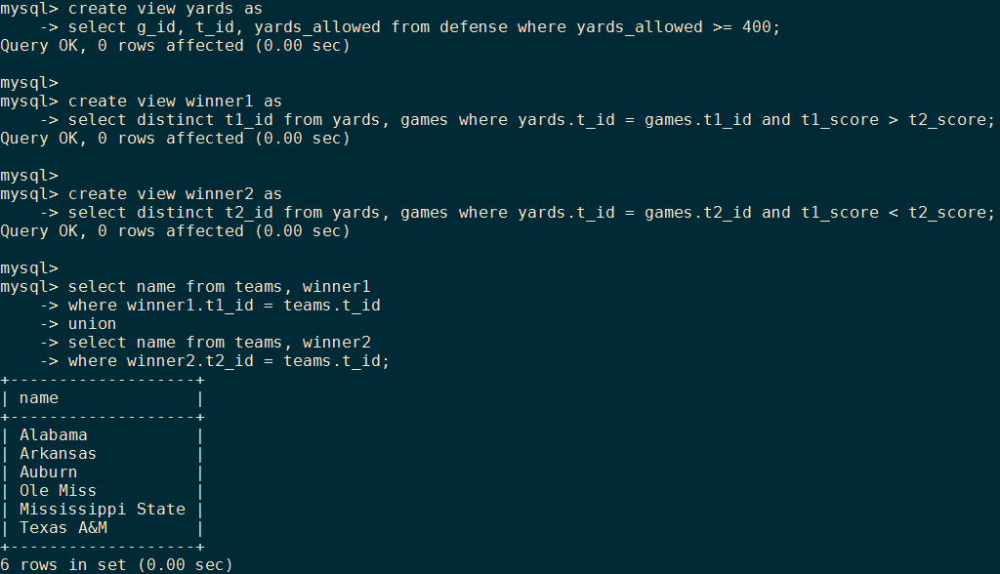 mysql> create view yards as
    -> select g_id, t_id, yards_allowed from defense where yards_allowed >= 400;
Query OK, 0 rows affected (0.00 sec)

mysql>
mysql> create view winner1 as
    -> select distinct t1_id from yards, games where yards.t_id = games.t1_id and t1_score > t2_score;
Query OK, 0 rows affected (0.00 sec)

mysql>
mysql> create view winner2 as
    -> select distinct t2_id from yards, games where yards.t_id = games.t2_id and t1_score < t2_score;
Query OK, 0 rows affected (0.00 sec)

mysql>
mysql> select name from teams, winner1
    -> where winner1.t1_id = teams.t_id
    -> union
    -> select name from teams, winner2
    -> where winner2.t2_id = teams.t_id;
+-------------------+
| name              |
+-------------------+
| Alabama           |
| Arkansas          |
| Auburn            |
| Ole Miss          |
| Mississippi State |
| Texas A&M         |
+-------------------+
6 rows in set (0.00 sec)